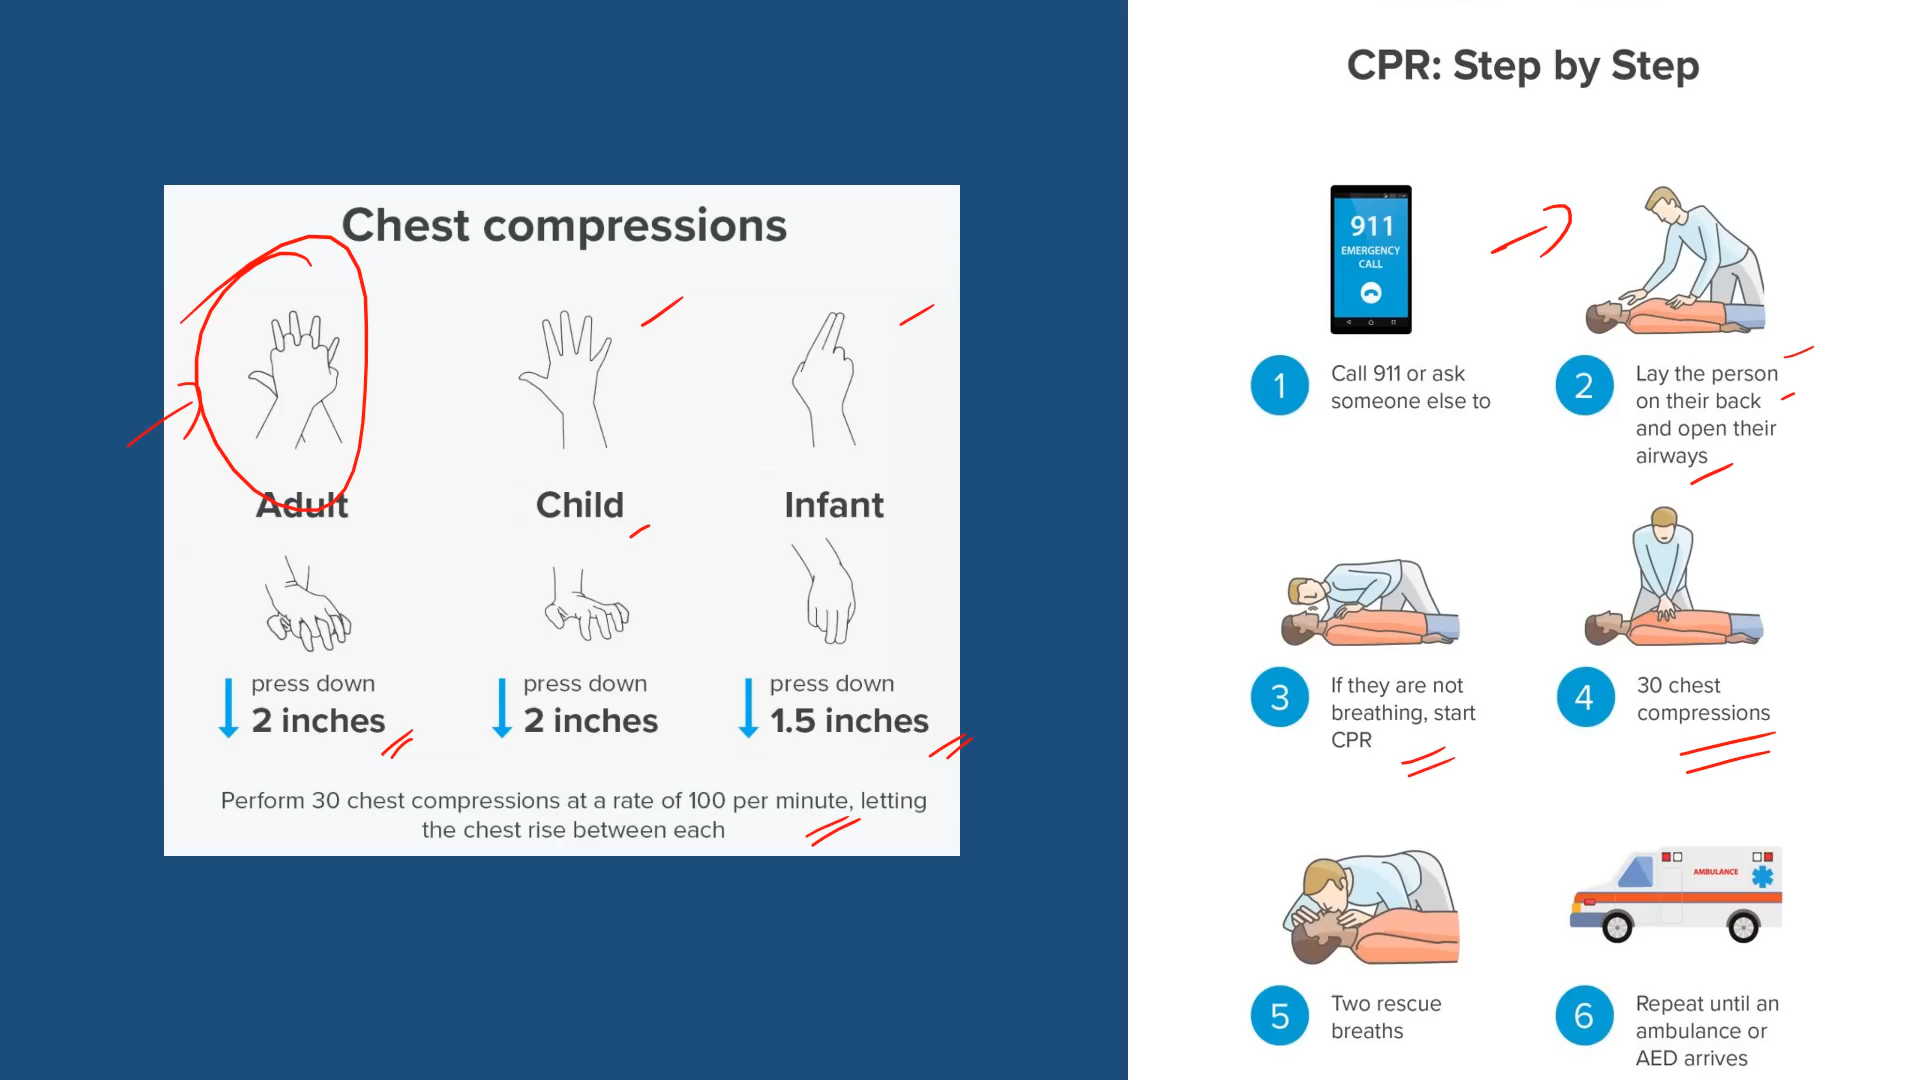 Chest compressions
Adult
Child
Infant
press down
2 inches
press down
2 inches
press down
1.5 inches
Perform 30 chest compressions at a rate of 100 per minute, letting
the chest rise between each
CPR: Step by Step
911
EMERGENCY
CALL
1
Call 911 or ask
someone else to
2
Lay the person
on their back
and open their
airways
3
If they are not
breathing, start
CPR
4
30 chest
compressions
5
Two rescue
breaths
AMBULANCE
6
Repeat until an
ambulance or
AED arrives